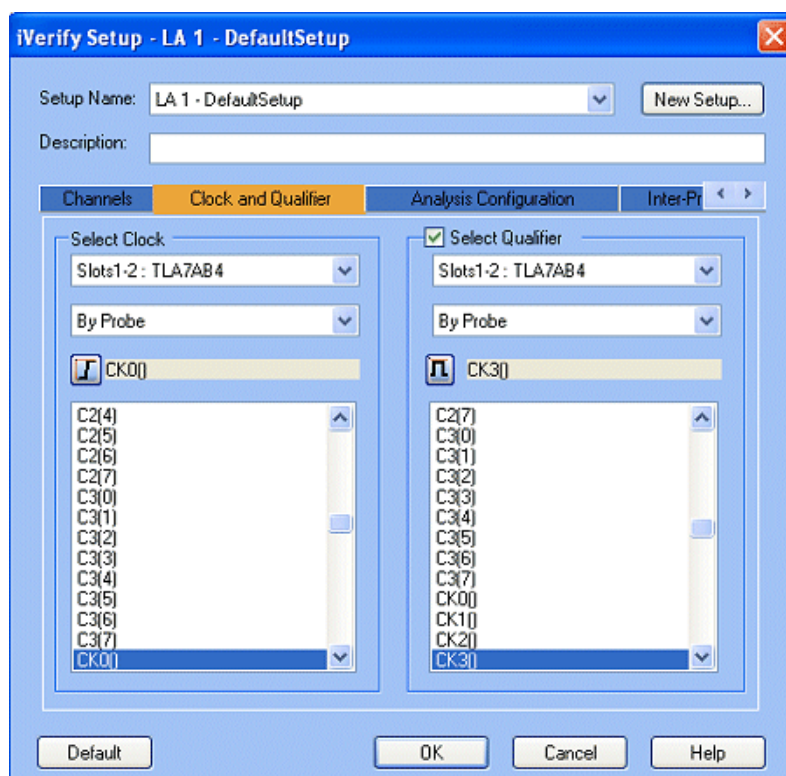 iVerify Setup - LA 1 - DefaultSetup
Setup Name: LA 1 - DefaultSetup New Setup...
Description:
Channels Clock and Qualifier Analysis Configuration Inter-Pr
Select Clock
Slots1-2 : TLA7AB4
By Probe
CK0()
C2(4)
C2(5)
C2(6)
C2(7)
C3(0)
C3(1)
C3(2)
C3(3)
C3(4)
C3(5)
C3(6)
C3(7)
CK0()
Select Qualifier
Slots1-2 : TLA7AB4
By Probe
CK3()
C2(7)
C3(0)
C3(1)
C3(2)
C3(3)
C3(4)
C3(5)
C3(6)
C3(7)
CK0()
CK1()
CK2()
CK3()
Default OK Cancel Help